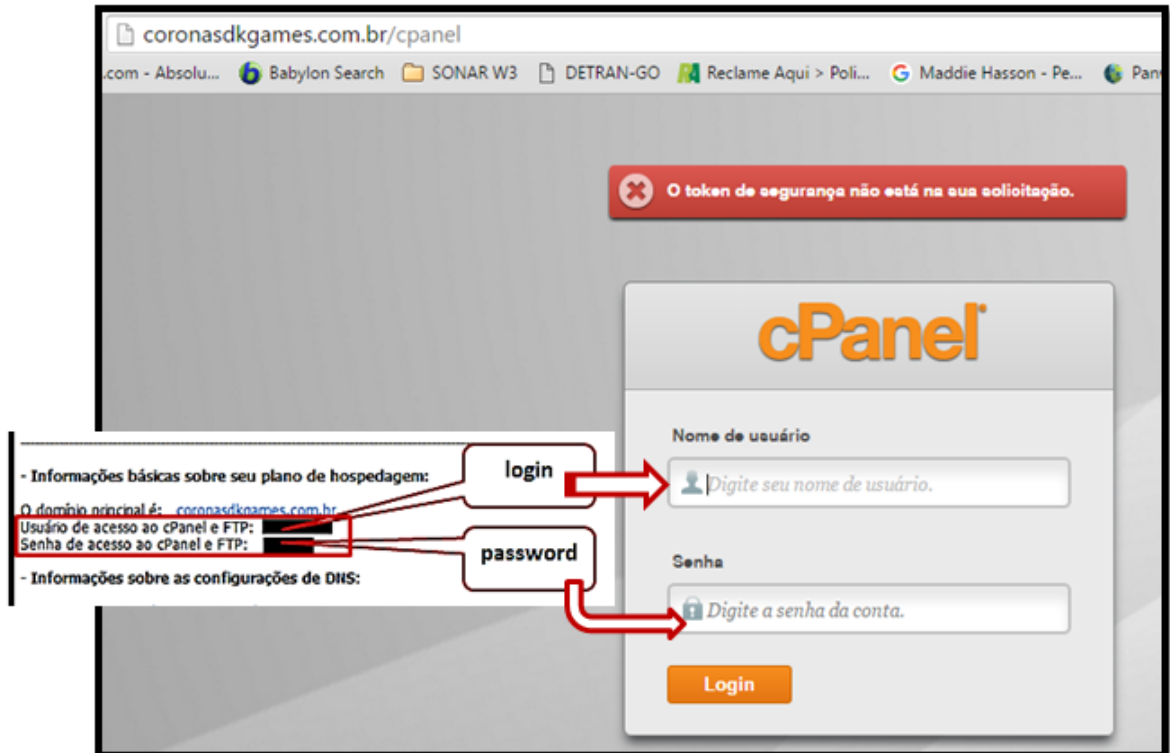 coronasdkgames.com.br/cpanel
.com - Absolu... Babylon Search SONAR W3 DETRAN-GO Reclame Aqui > Poli... Maddie Hasson - Pe... Pan
O token de segurança não está na sua solicitação.
cPanel
Nome de usuário
Digite seu nome de usuário.
Senha
Digite a senha da conta.
Login
- Informações básicas sobre seu plano de hospedagem:
O domínio principal é: coronasdkgames.com.br
Usuário de acesso ao cPanel e FTP:
Senha de acesso ao cPanel e FTP:
- Informações sobre as configurações de DNS:
login
password